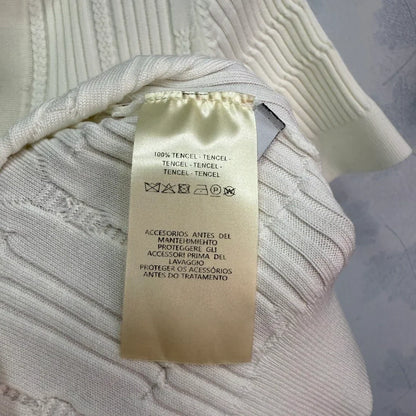 100% TENCEL - TENCEL -
TENCEL - TENCEL -
TENCEL - TENCEL
P
ACCESORIOS ANTES DEL
MANTENIMIEHTO
PROTEGGERE GLI
ACCESSORI PRIMA DEL
LAVAGGIO
PROTEGER OS ACESSÓRIOS
ANTES DO TRATAMENTO